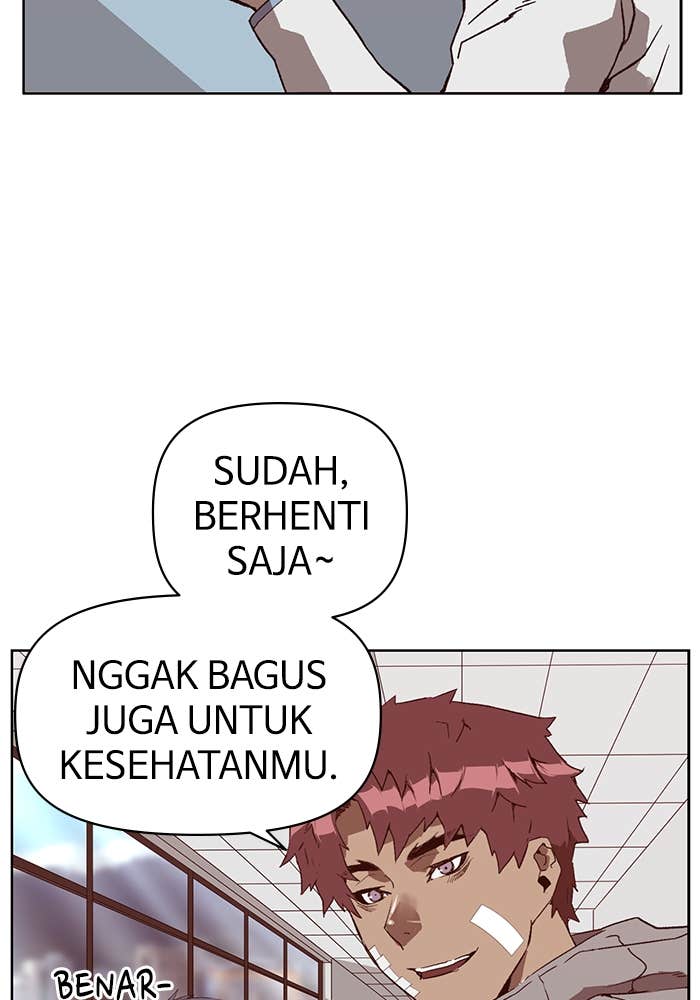 SUDAH,
BERHENTI
SAJA~
NGGAK BAGUS
JUGA UNTUK
KESEHATANMU.
BENAR-